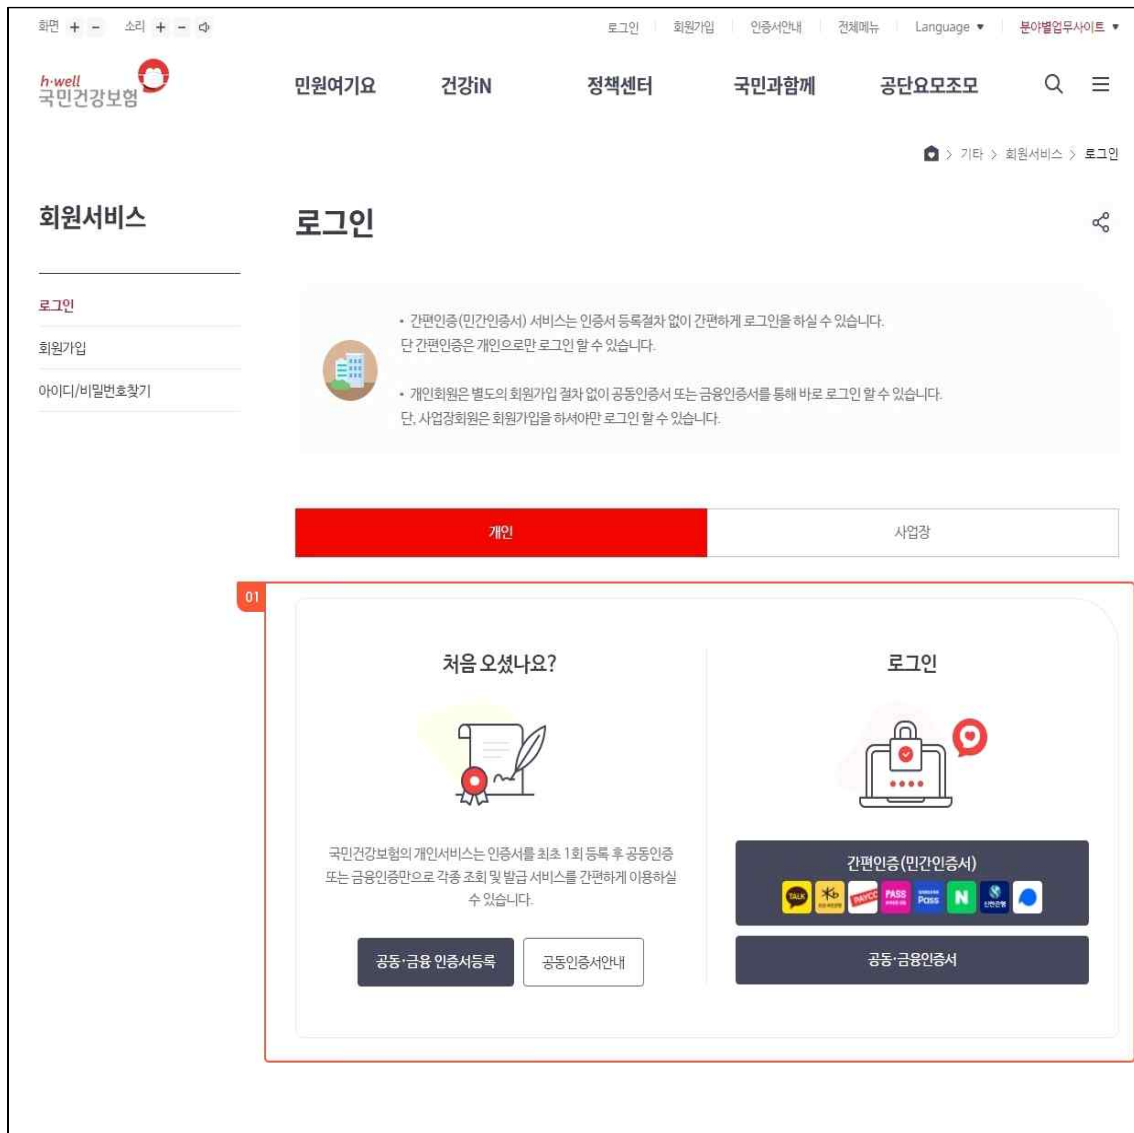 화면 + - 소리 + -
로그인 회원가입 인증서안내 전체메뉴 Language ▼ 분야별업무사이트 ▼
h·well
국민건강보험
민원여기요 건강iN 정책센터 국민과함께 공단요모조모
> 기타 > 회원서비스 > 로그인
회원서비스
로그인
회원가입
아이디/비밀번호찾기
로그인
• 간편인증(민간인증서) 서비스는 인증서 등록절차 없이 간편하게 로그인을 하실 수 있습니다.
단 간편인증은 개인으로만 로그인 할 수 있습니다.
• 개인회원은 별도의 회원가입 절차 없이 공동인증서 또는 금융인증서를 통해 바로 로그인 할 수 있습니다.
단, 사업장회원은 회원가입을 하셔야만 로그인 할 수 있습니다.
개인 사업장
01
처음 오셨나요?
국민건강보험의 개인서비스는 인증서를 최초 1회 등록 후 공동인증
또는 금융인증만으로 각종 조회 및 발급 서비스를 간편하게 이용하실
수 있습니다.
공동·금융 인증서등록 공동인증서안내
로그인
간편인증(민간인증서)
TALK Kb PAYCO PASS Pass N 신한은행
공동·금융인증서